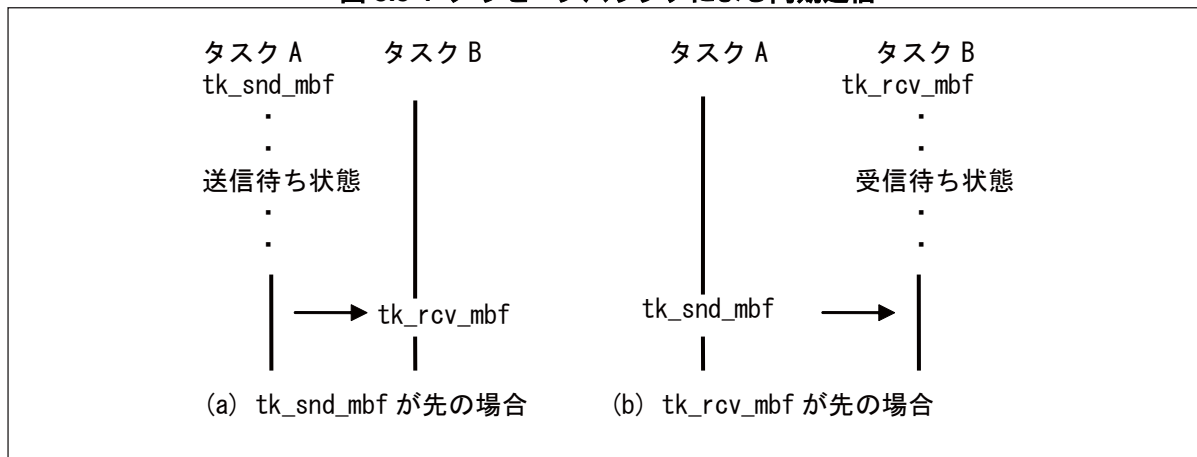 タスク A タスク B タスク A タスク B
tk_snd_mbf tk_rcv_mbf
送信待ち状態 受信待ち状態
tk_rcv_mbf tk_snd_mbf
(a) tk_snd_mbf が先の場合 (b) tk_rcv_mbf が先の場合